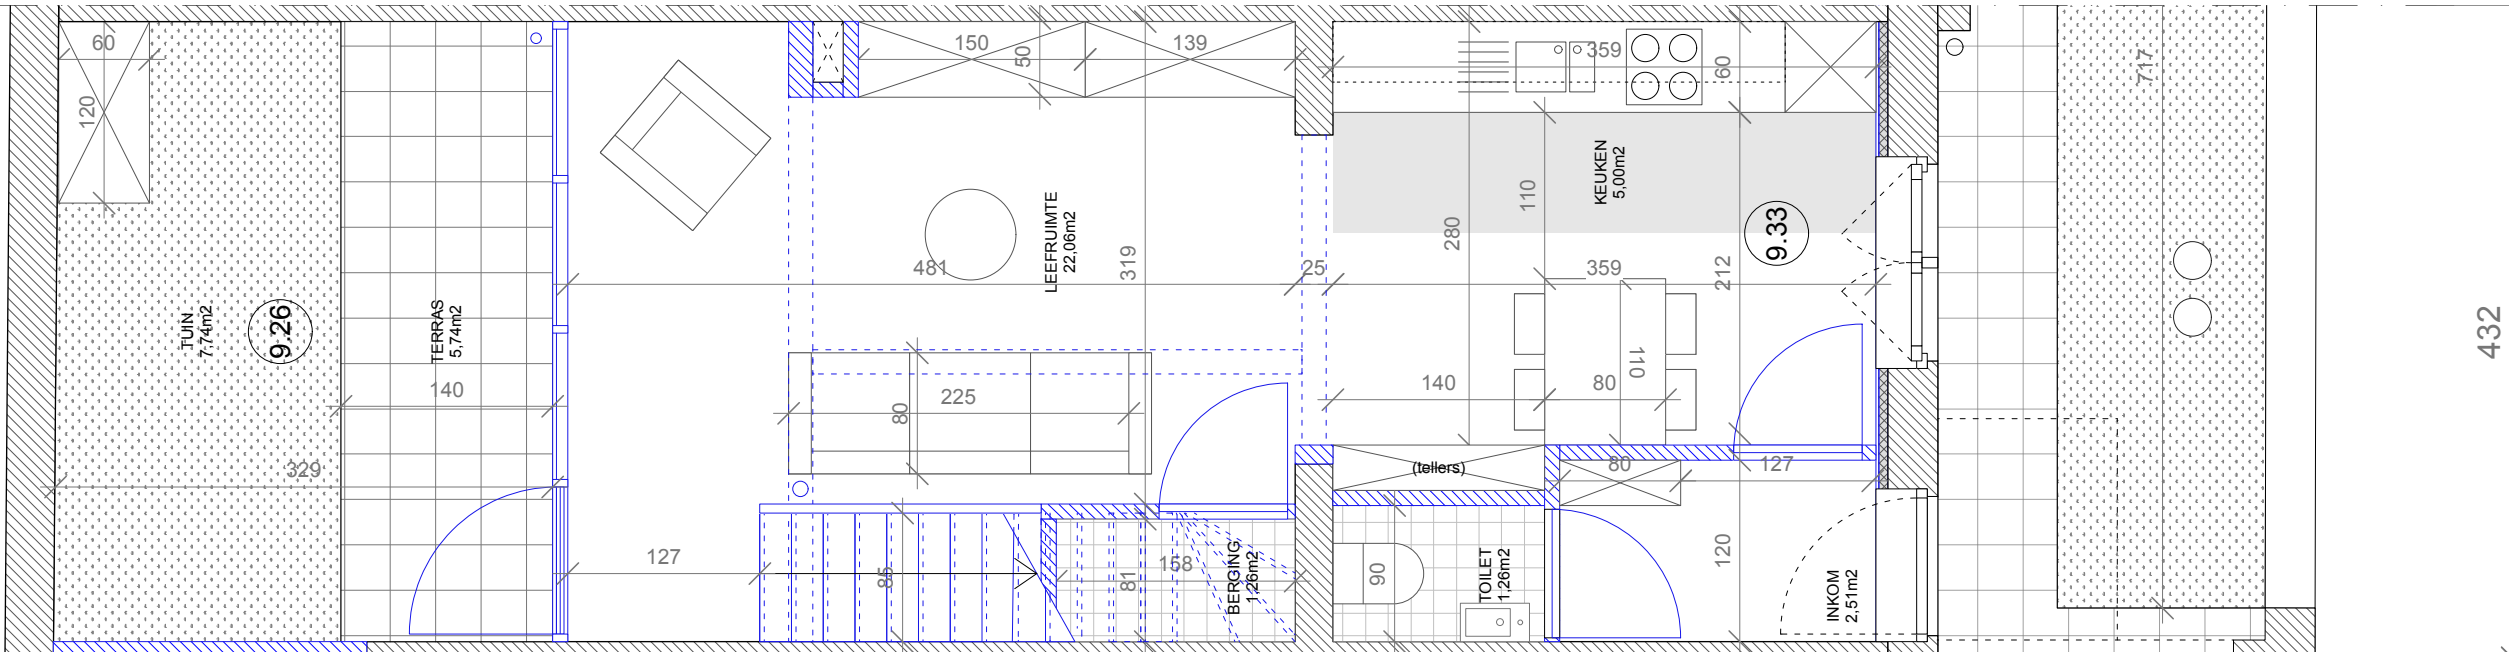 60
120
TUIN
7,74m2
9.26
329
TERRAS
5,74m2
140
127
150
50
139
481
LEEFRUIMTE
22,06m2
319
25
225
80
85
81
158
BERGING
1,26m2
359
60
KEUKEN
5,00m2
110
280
9.33
359
212
140
80
110
(tellers)
80
127
90
TOILET
1,26m2
120
INKOM
2,51m2
717
432